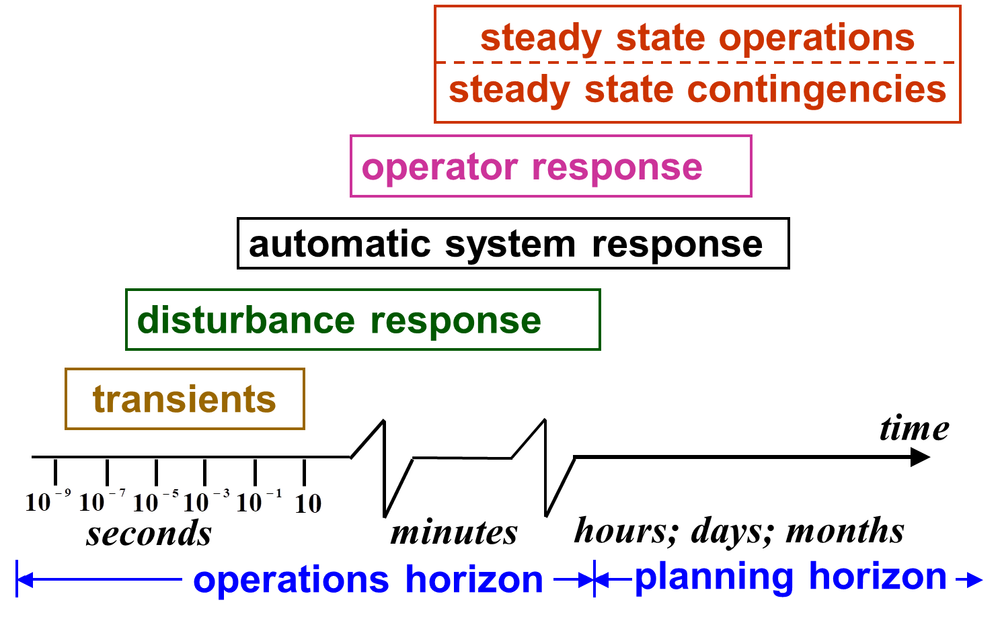 steady state operations
steady state contingencies
operator response
automatic system response
disturbance response
transients
time
10⁻⁹ 10⁻⁷ 10⁻⁵ 10⁻³ 10⁻¹ 10
seconds minutes hours; days; months
operations horizon planning horizon